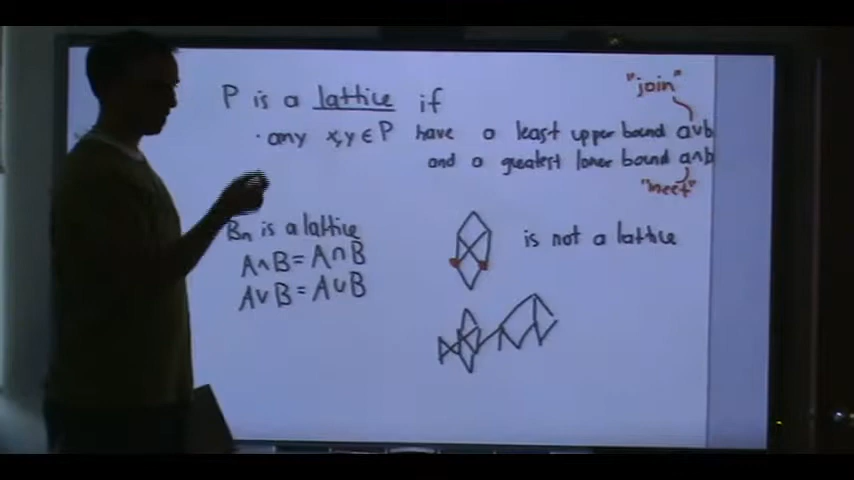 "join"
P is a lattice if
· any x,y ∈ P have a least upper bound a∨b
and a greatest lower bound a∧b
"meet"
Bn is a lattice
A∧B = A∩B
A∨B = A∪B
is not a lattice